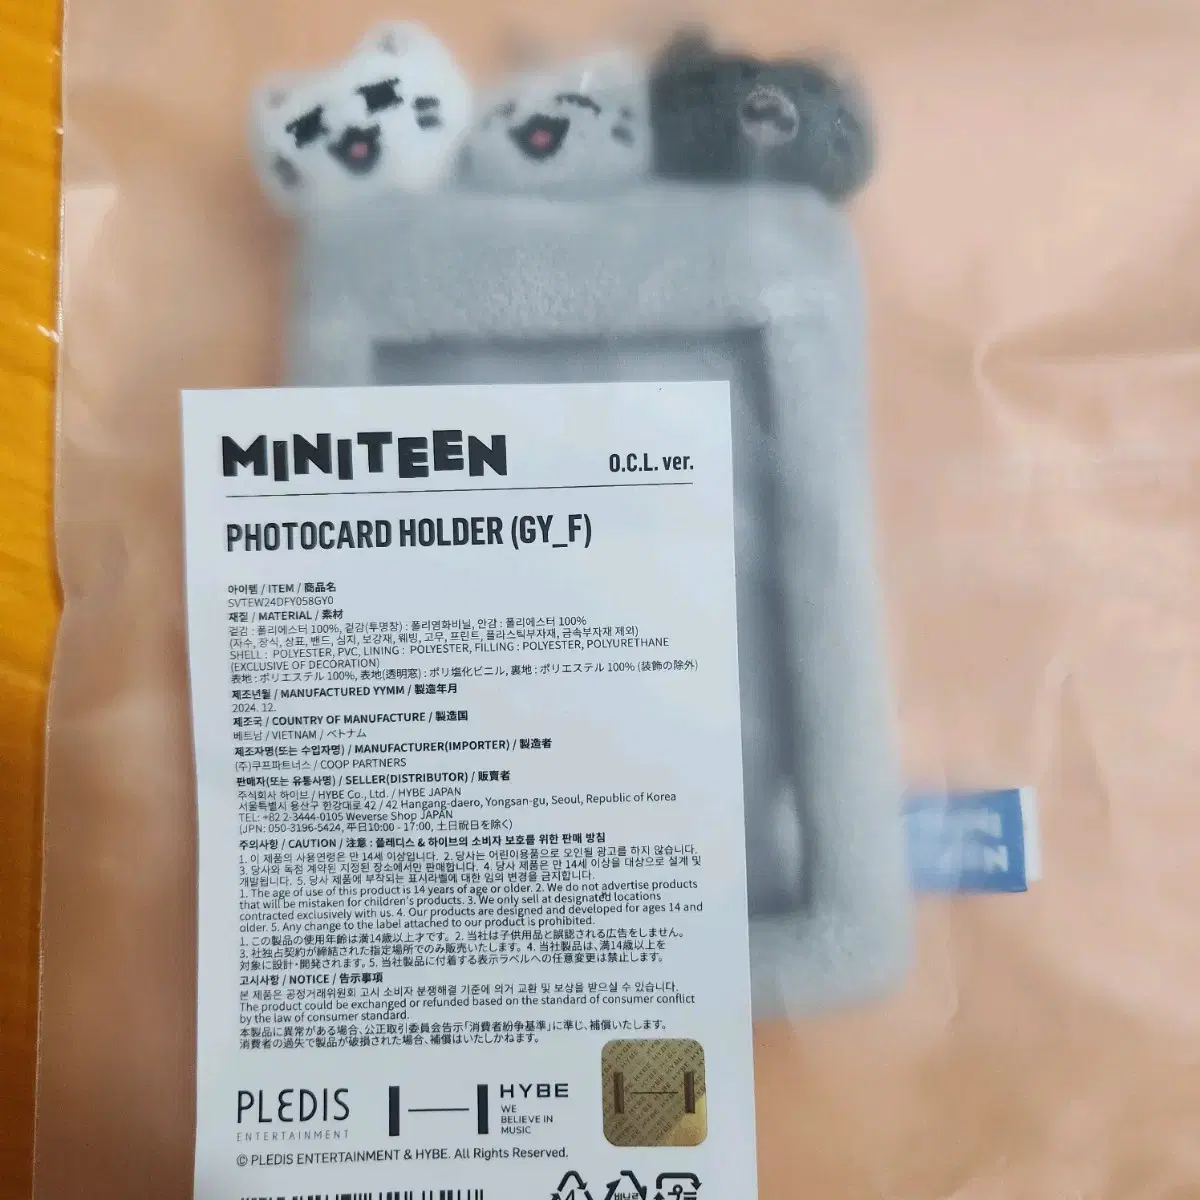 MINITEEN
O.C.L. ver.
PHOTOCARD HOLDER (GY_F)
아이템 / ITEM / 商品名
SVTEW24DFY058GY0
재질 / MATERIAL / 素材
겉감 : 폴리에스터 100%, 겉감(투명창) : 폴리염화비닐, 안감 : 폴리에스터 100%
(자수, 장식, 상표, 밴드, 심지, 보강재, 웨빙, 고무, 프린트, 플라스틱부자재, 금속부자재 제외)
SHELL : POLYESTER, PVC, LINING : POLYESTER, FILLING : POLYESTER, POLYURETHANE
(EXCLUSIVE OF DECORATION)
表地 : ポリエステル 100%, 表地(透明窓) : ポリ塩化ビニル, 裏地 : ポリエステル 100% (装飾の除外)
제조년월 / MANUFACTURED YYMM / 製造年月
2024. 12.
제조국 / COUNTRY OF MANUFACTURE / 製造国
베트남 / VIETNAM / ベトナム
제조자명(또는 수입자명) / MANUFACTURER(IMPORTER) / 製造者
(주)쿠프파트너스 / COOP PARTNERS
판매자(또는 유통사명) / SELLER(DISTRIBUTOR) / 販売者
주식회사 하이브 / HYBE Co., Ltd. / HYBE JAPAN
서울특별시 용산구 한강대로 42 / 42 Hangang-daero, Yongsan-gu, Seoul, Republic of Korea
TEL: +82 2-3444-0105 Weverse Shop JAPAN
(JPN: 050-3196-5424, 平日10:00 - 17:00, 土日祝日を除く)
주의사항 / CAUTION / 注意 : 플레디스 & 하이브의 소비자 보호를 위한 판매 방침
1. 이 제품의 사용연령은 만 14세 이상입니다. 2. 당사는 어린이용품으로 오인될 광고를 하지 않습니다.
3. 당사와 독점 계약된 지정된 장소에서만 판매합니다. 4. 당사 제품은 만 14세 이상을 대상으로 설계 및
개발됩니다. 5. 당사 제품에 부착되는 표시라벨에 대한 임의 변경을 금지합니다.
1. The age of use of this product is 14 years of age or older. 2. We do not advertise products
that will be mistaken for children's products. 3. We only sell at designated locations
contracted exclusively with us. 4. Our products are designed and developed for ages 14 and
older. 5. Any change to the label attached to our product is prohibited.
1. この製品の使用年齢は満14歳以上才です。2. 当社は子供用品と誤認される広告をしません。
3. 社独占契約が締結された指定場所でのみ販売いたします。4. 当社製品は、満14歳以上を
対象に設計・開発されます。5. 当社製品に付着する表示ラベルへの任意変更は禁止します。
고시사항 / NOTICE / 告示事項
본 제품은 공정거래위원회 고시 소비자 분쟁해결 기준에 의거 교환 및 보상을 받으실 수 있습니다.
The product could be exchanged or refunded based on the standard of consumer conflict
by the law of consumer standard.
本製品に異常がある場合、公正取引委員会告示「消費者紛争基準」に準じ、補償いたします。
消費者の過失で製品が破損された場合、補償はいたしかねます。
PLEDIS
ENTERTAINMENT
HYBE
WE
BELIEVE IN
MUSIC
© PLEDIS ENTERTAINMENT & HYBE. All Rights Reserved.
비닐류